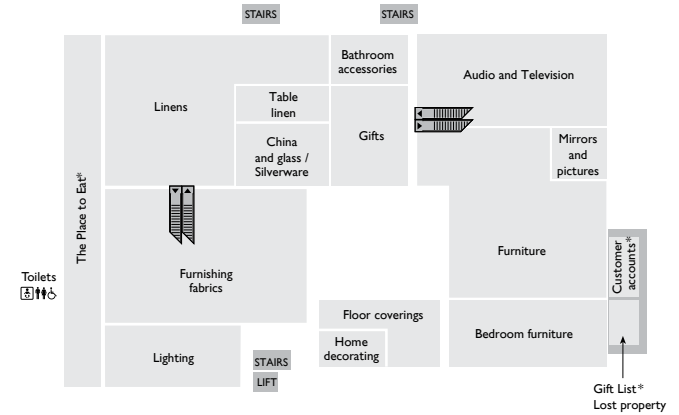 STAIRS
STAIRS
Bathroom
accessories
Audio and Television
Linens
Table
linen
Gifts
China
and glass /
Silverware
Mirrors
and
pictures
The Place to Eat*
Customer
accounts*
Furniture
Toilets
Furnishing
fabrics
Floor coverings
Home
decorating
Bedroom furniture
Lighting
STAIRS
LIFT
Gift List*
Lost property